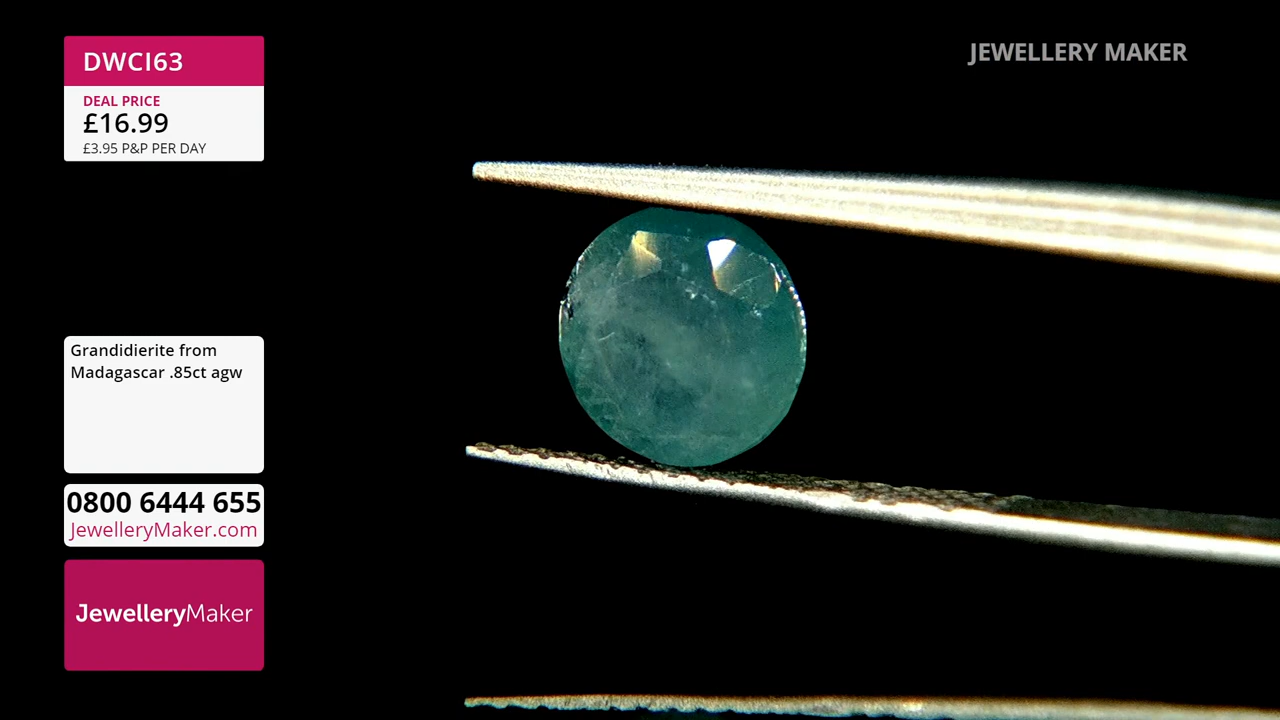 DWCI63
DEAL PRICE
£16.99
£3.95 P&P PER DAY
JEWELLERY MAKER
Grandidierite from
Madagascar .85ct agw
0800 6444 655
JewelleryMaker.com
JewelleryMaker